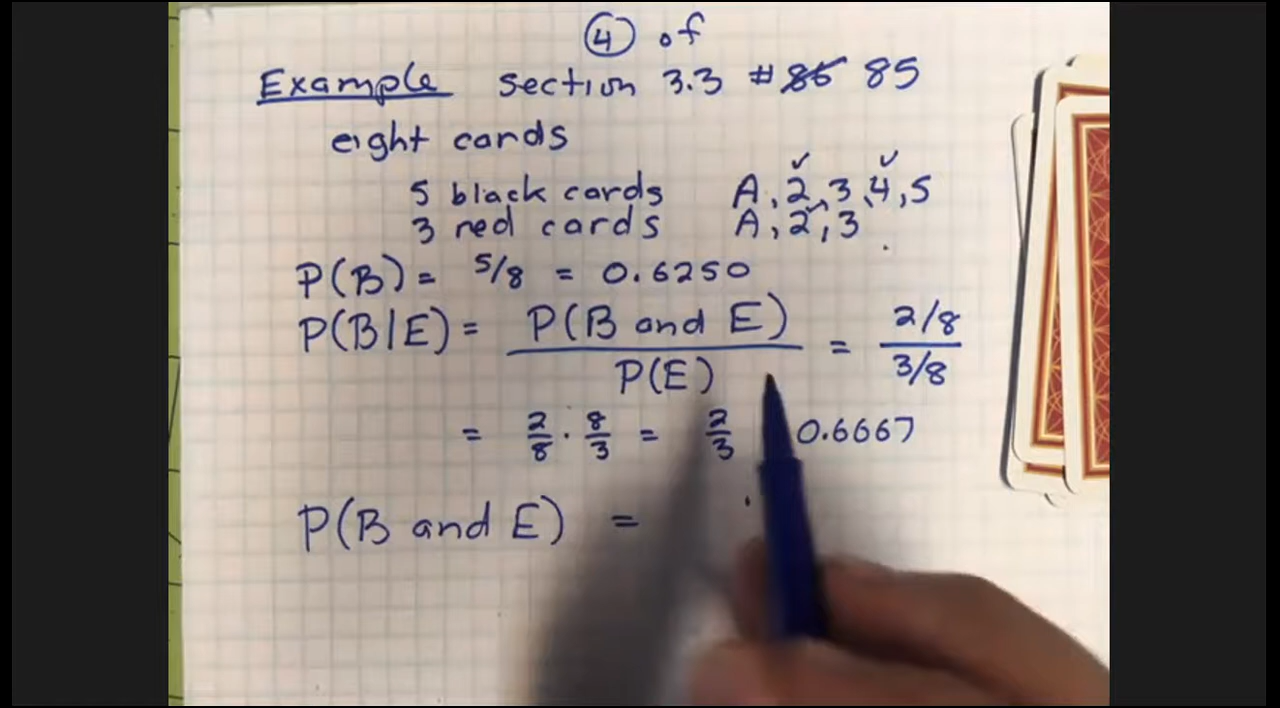 ④ of
Example section 3.3 # 86 85
eight cards
5 black cards A, 2, 3, 4, 5
3 red cards A, 2, 3
P(B) = 5/8 = 0.6250
P(B|E) = P(B and E) / P(E) = 2/8 / 3/8
= 2/8 · 8/3 = 2/3 0.6667
P(B and E) =